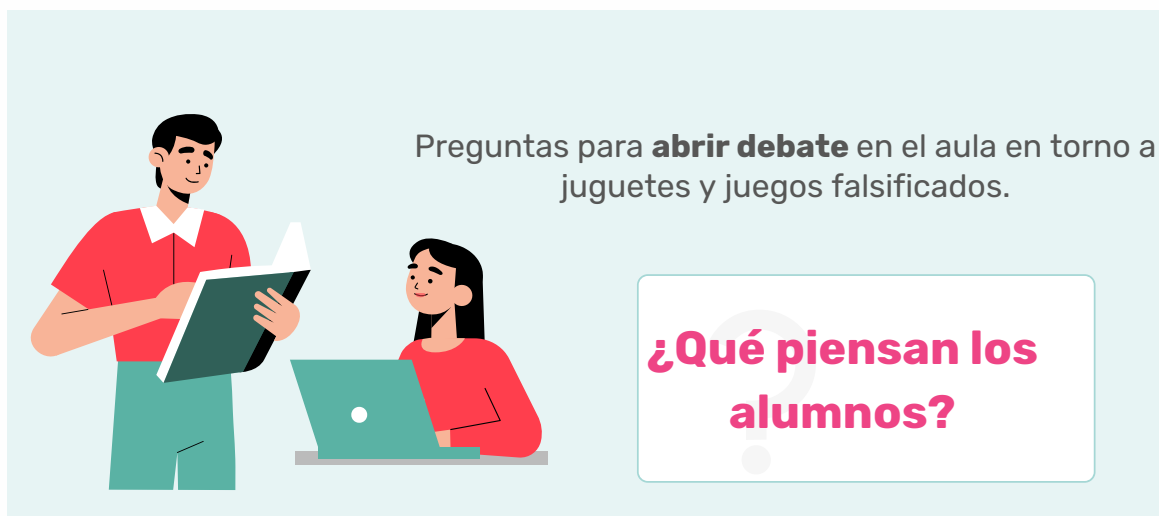 Preguntas para abrir debate en el aula en torno a
juguetes y juegos falsificados.
¿Qué piensan los
alumnos?